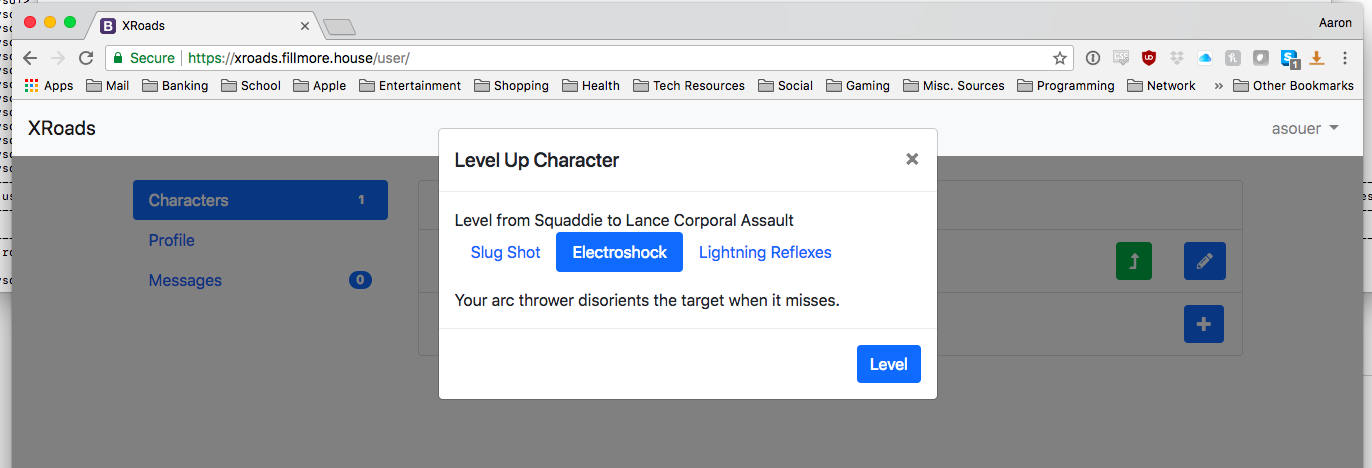 XRoads
Aaron
Secure https://xroads.fillmore.house/user/
1
Apps Mail Banking School Apple Entertainment Shopping Health Tech Resources Social Gaming Misc. Sources Programming Network » Other Bookmarks
XRoads
asouer
Level Up Character
Characters 1
Level from Squaddie to Lance Corporal Assault
Profile
Slug Shot Electroshock Lightning Reflexes
Messages 0
Your arc thrower disorients the target when it misses.
Level